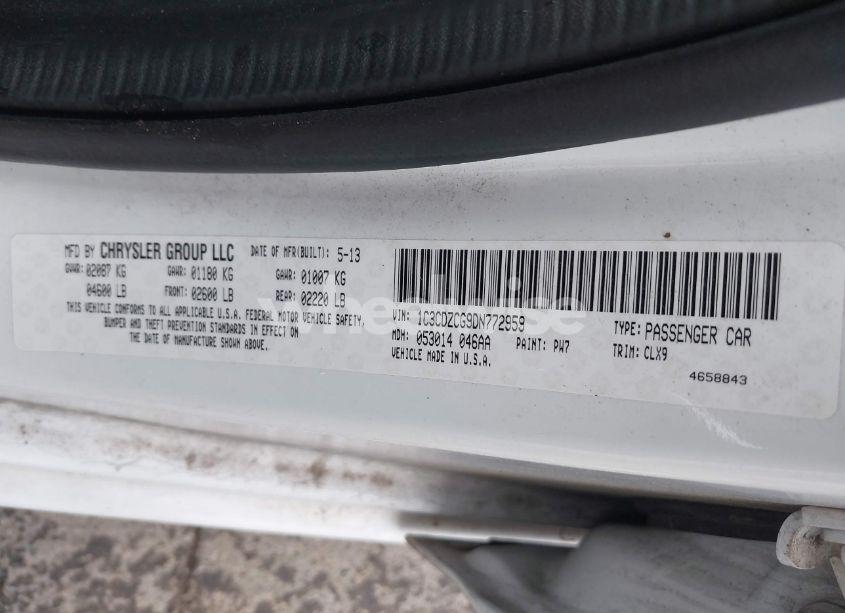 MFD BY CHRYSLER GROUP LLC DATE OF MFR(BUILT): 5-13
GVWR: 02087 KG GAWR: 01180 KG GAWR: 01007 KG
04600 LB FRONT: 02600 LB REAR: 02220 LB
THIS VEHICLE CONFORMS TO ALL APPLICABLE U.S.A. FEDERAL MOTOR VEHICLE SAFETY,
BUMPER AND THEFT PREVENTION STANDARDS IN EFFECT ON
THE DATE OF MANUFACTURE SHOWN ABOVE.
VIN: 1C3CDZCG9DN772959 TYPE: PASSENGER CAR
MDH: 053014 046AA PAINT: PW7 TRIM: CLX9
VEHICLE MADE IN U.S.A. 4658843
wheelwise